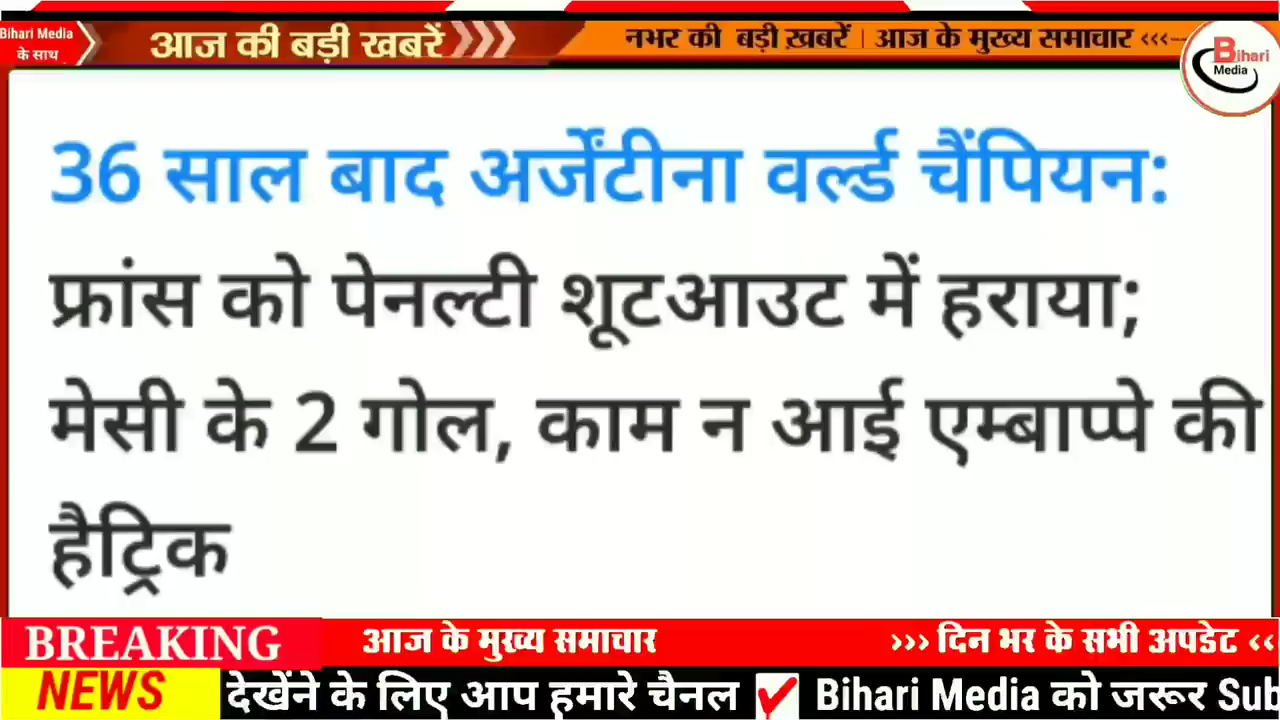 Bihari Media
के साथ
आज की बड़ी खबरें
नभर की बड़ी ख़बरें | आज के मुख्य समाचार <<<
Bihari
Media
36 साल बाद अर्जेंटीना वर्ल्ड चैंपियन:
फ्रांस को पेनल्टी शूटआउट में हराया;
मेसी के 2 गोल, काम न आई एम्बाप्पे की
हैट्रिक
BREAKING
NEWS
आज के मुख्य समाचार >>> दिन भर के सभी अपडेट <<
देखेंने के लिए आप हमारे चैनल ✔ Bihari Media को जरूर Sub